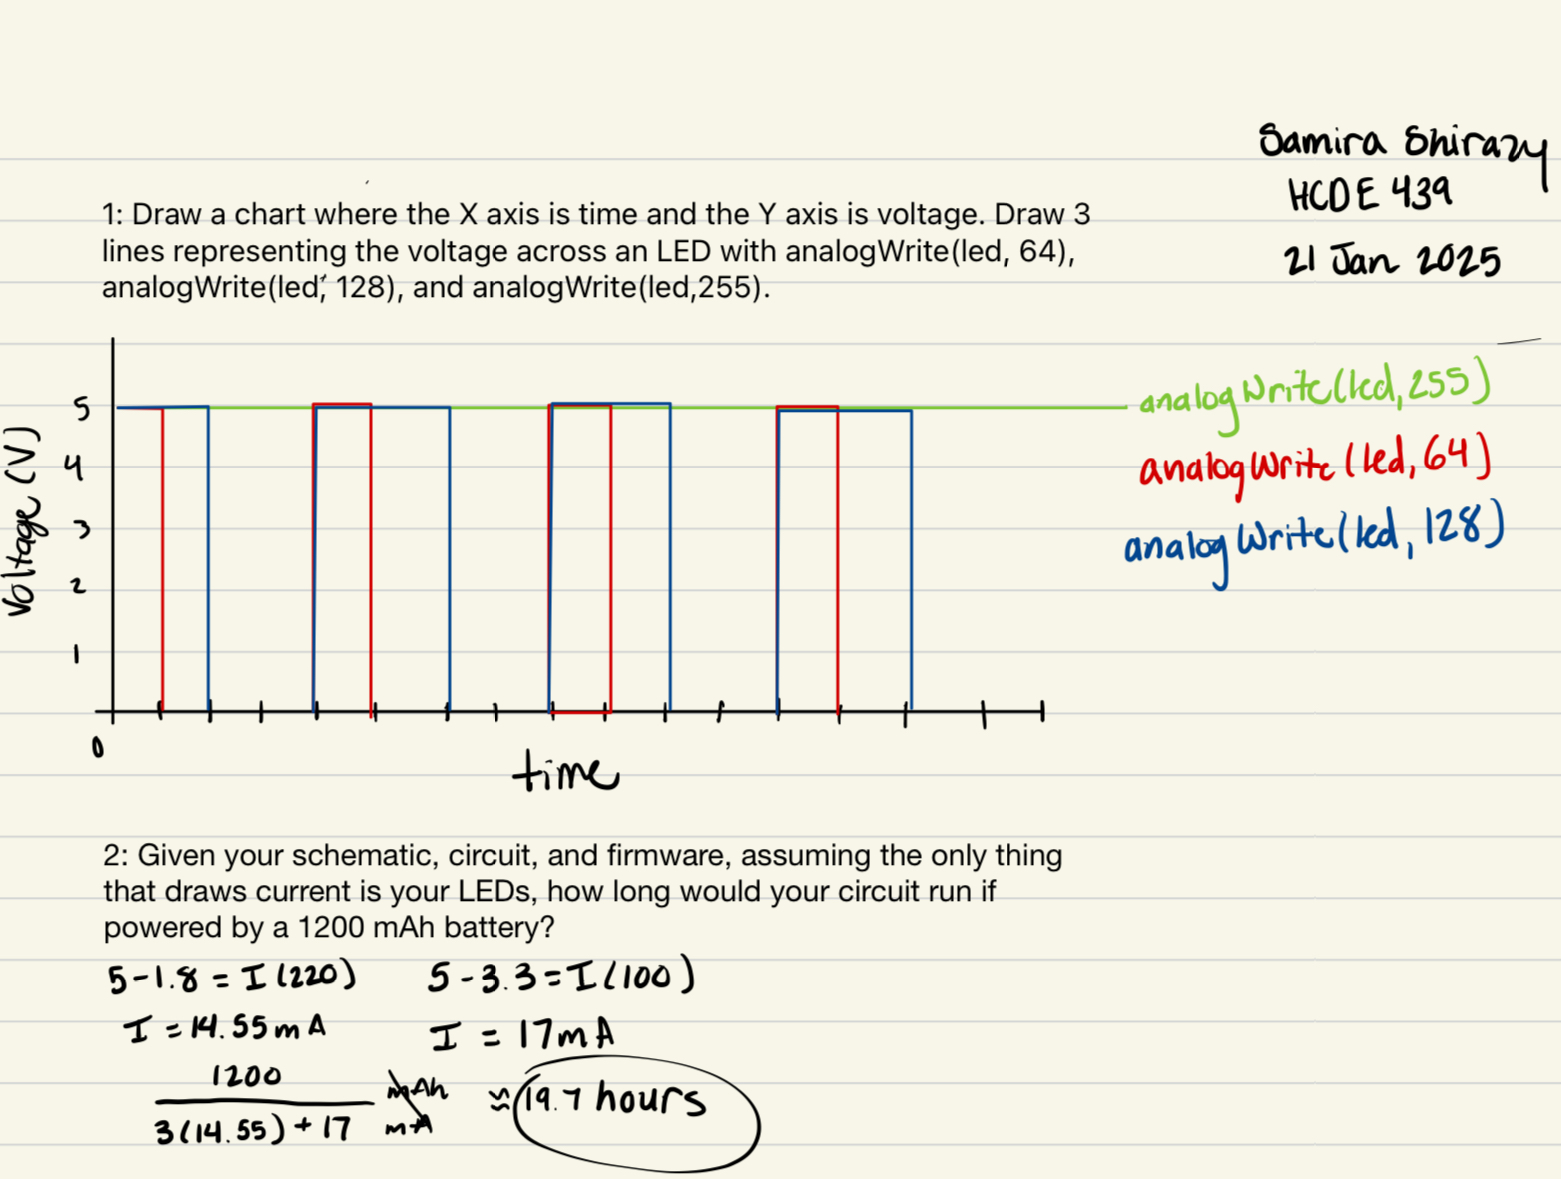 Samira Shirazy
HCDE 439
21 Jan 2025
1: Draw a chart where the X axis is time and the Y axis is voltage. Draw 3
lines representing the voltage across an LED with analogWrite(led, 64),
analogWrite(led, 128), and analogWrite(led,255).
Voltage (V)
5
4
3
2
1
0
time
analogWrite(led,255)
analogWrite(led,64)
analogWrite(led,128)
2: Given your schematic, circuit, and firmware, assuming the only thing
that draws current is your LEDs, how long would your circuit run if
powered by a 1200 mAh battery?
5-1.8 = I(220) 5-3.3=I(100)
I = 14.55mA I = 17mA
1200 mAh
3(14.55)+17 mA
≈ 19.7 hours